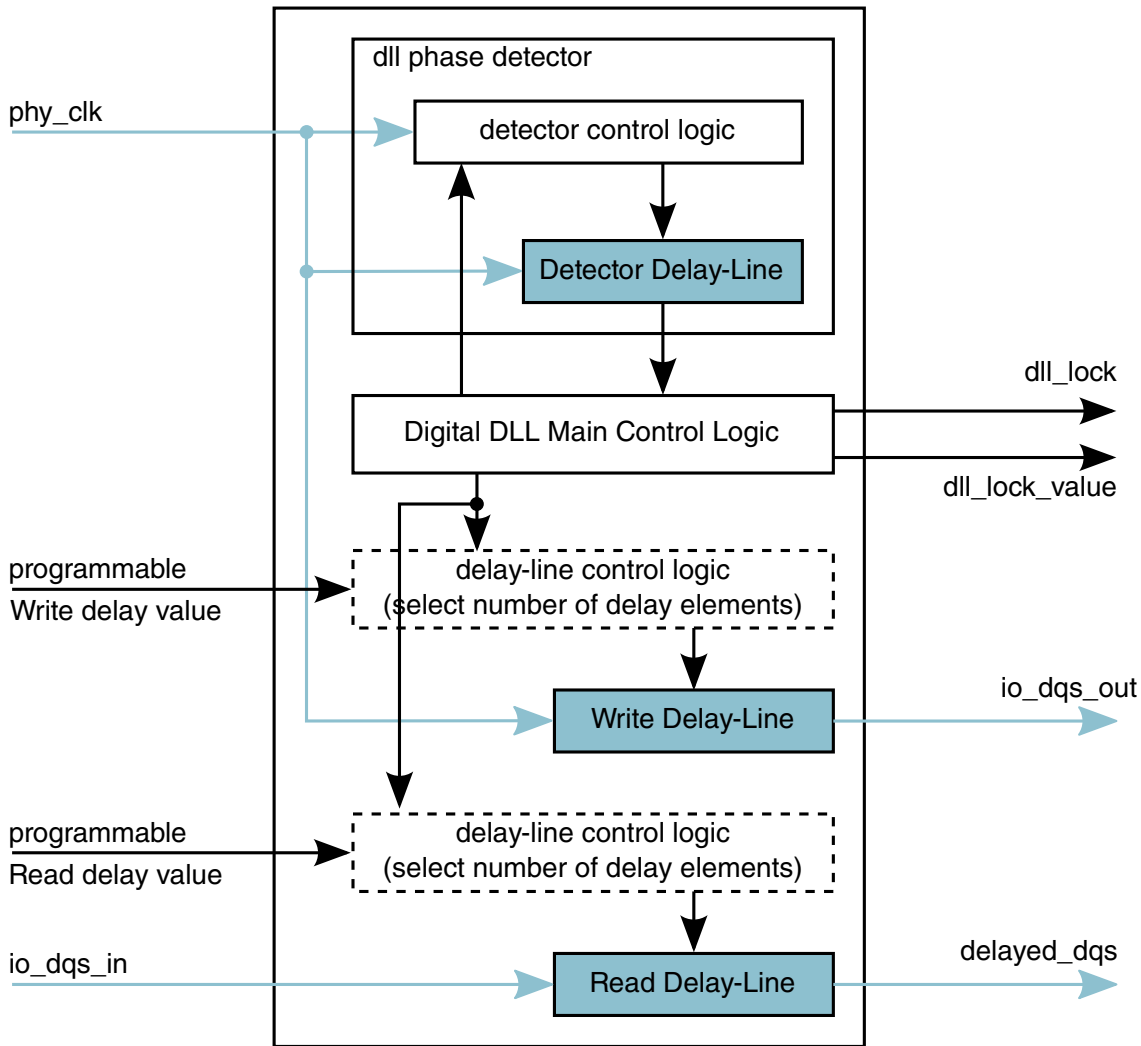 dll phase detector
phy_clk
detector control logic
Detector Delay-Line
dll_lock
Digital DLL Main Control Logic
dll_lock_value
programmable
Write delay value
delay-line control logic
(select number of delay elements)
io_dqs_out
Write Delay-Line
programmable
Read delay value
delay-line control logic
(select number of delay elements)
io_dqs_in
delayed_dqs
Read Delay-Line